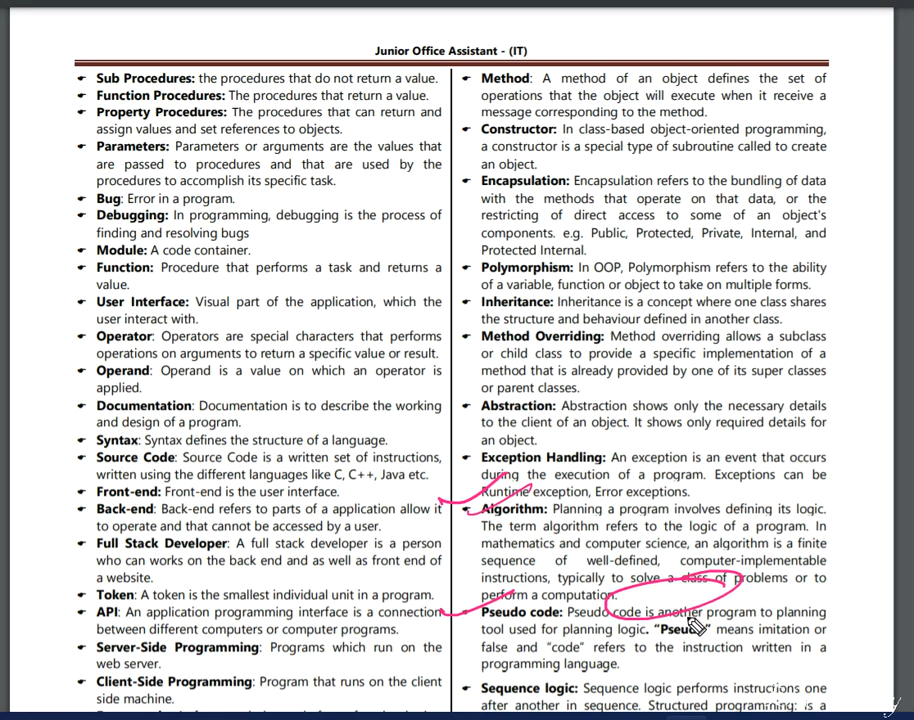 Junior Office Assistant - (IT)
Sub Procedures: the procedures that do not return a value.
Function Procedures: The procedures that return a value.
Property Procedures: The procedures that can return and
assign values and set references to objects.
Parameters: Parameters or arguments are the values that
are passed to procedures and that are used by the
procedures to accomplish its specific task.
Bug: Error in a program.
Debugging: In programming, debugging is the process of
finding and resolving bugs
Module: A code container.
Function: Procedure that performs a task and returns a
value.
User Interface: Visual part of the application, which the
user interact with.
Operator: Operators are special characters that performs
operations on arguments to return a specific value or result.
Operand: Operand is a value on which an operator is
applied.
Documentation: Documentation is to describe the working
and design of a program.
Syntax: Syntax defines the structure of a language.
Source Code: Source Code is a written set of instructions,
written using the different languages like C, C++, Java etc.
Front-end: Front-end is the user interface.
Back-end: Back-end refers to parts of a application allow it
to operate and that cannot be accessed by a user.
Full Stack Developer: A full stack developer is a person
who can works on the back end and as well as front end of
a website.
Token: A token is the smallest individual unit in a program.
API: An application programming interface is a connection
between different computers or computer programs.
Server-Side Programming: Programs which run on the
web server.
Client-Side Programming: Program that runs on the client
side machine.
Method: A method of an object defines the set of
operations that the object will execute when it receive a
message corresponding to the method.
Constructor: In class-based object-oriented programming,
a constructor is a special type of subroutine called to create
an object.
Encapsulation: Encapsulation refers to the bundling of data
with the methods that operate on that data, or the
restricting of direct access to some of an object's
components. e.g. Public, Protected, Private, Internal, and
Protected Internal.
Polymorphism: In OOP, Polymorphism refers to the ability
of a variable, function or object to take on multiple forms.
Inheritance: Inheritance is a concept where one class shares
the structure and behaviour defined in another class.
Method Overriding: Method overriding allows a subclass
or child class to provide a specific implementation of a
method that is already provided by one of its super classes
or parent classes.
Abstraction: Abstraction shows only the necessary details
to the client of an object. It shows only required details for
an object.
Exception Handling: An exception is an event that occurs
during the execution of a program. Exceptions can be
Runtime exception, Error exceptions.
Algorithm: Planning a program involves defining its logic.
The term algorithm refers to the logic of a program. In
mathematics and computer science, an algorithm is a finite
sequence of well-defined, computer-implementable
instructions, typically to solve a class of problems or to
perform a computation.
Pseudo code: Pseudo code is another program to planning
tool used for planning logic. "Pseudo" means imitation or
false and "code" refers to the instruction written in a
programming language.
Sequence logic: Sequence logic performs instructions one
after another in sequence. Structured programming: is a